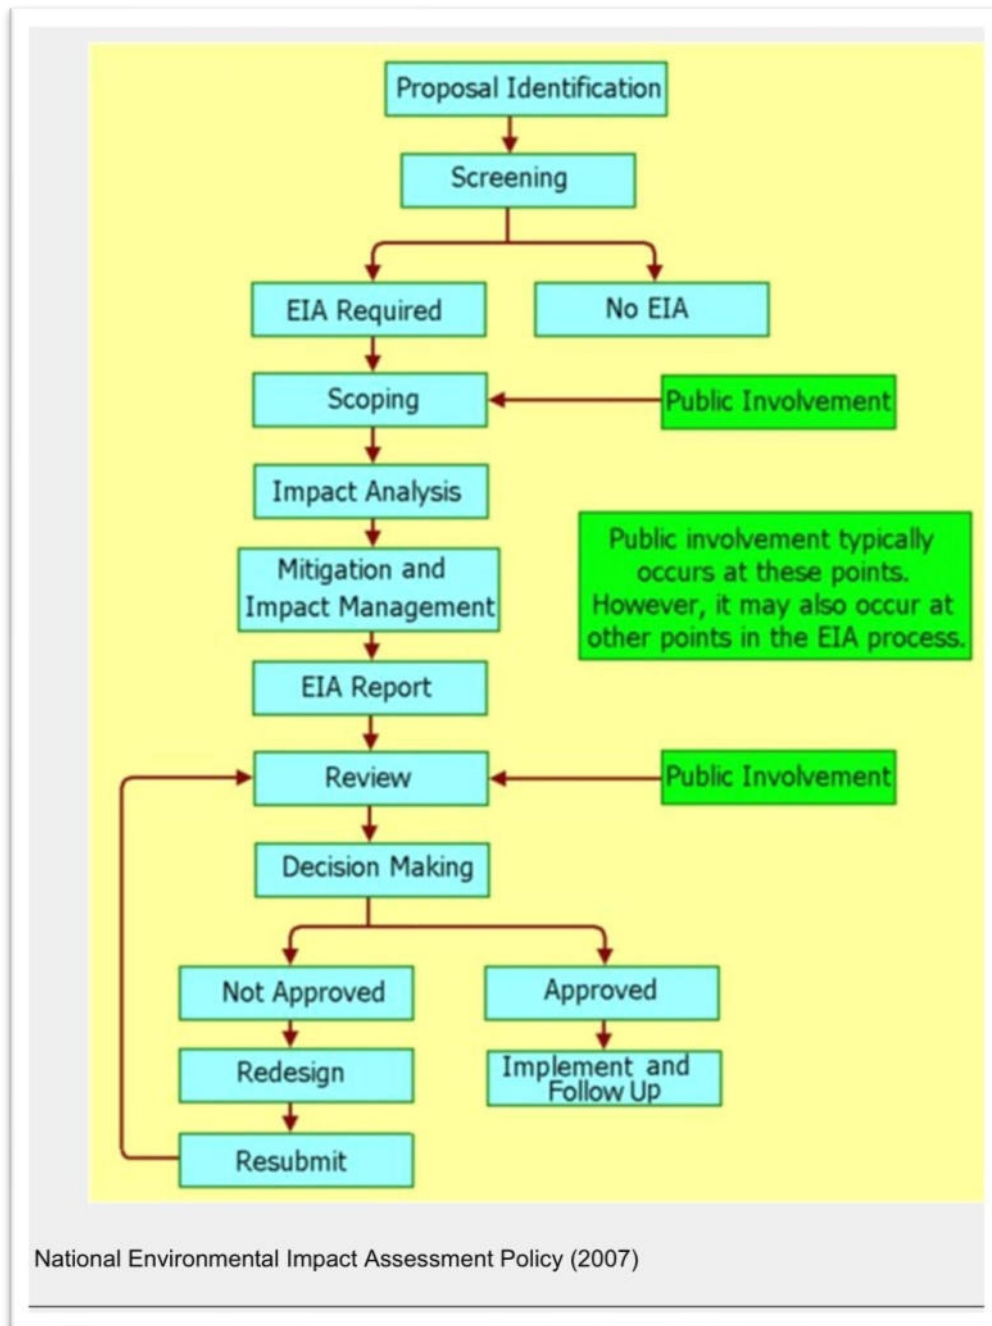 Proposal Identification
Screening
EIA Required
No EIA
Scoping
Public Involvement
Impact Analysis
Public involvement typically
occurs at these points.
However, it may also occur at
other points in the EIA process.
Mitigation and
Impact Management
EIA Report
Review
Public Involvement
Decision Making
Not Approved
Approved
Redesign
Implement and
Follow Up
Resubmit
National Environmental Impact Assessment Policy (2007)